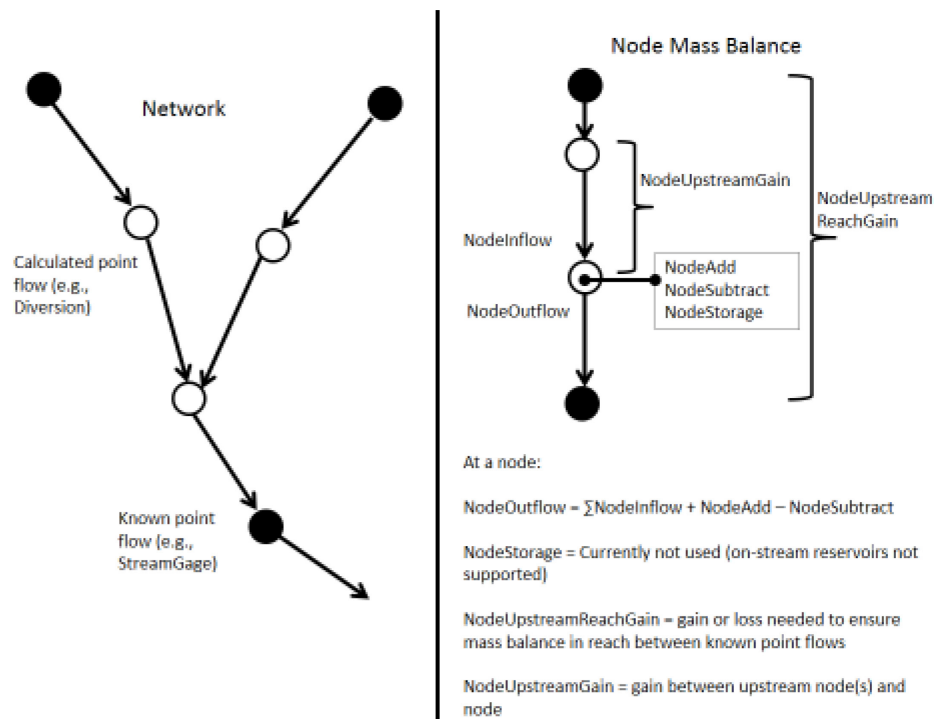 Network
Calculated point
flow (e.g.,
Diversion)
Known point
flow (e.g.,
StreamGage)
Node Mass Balance
NodeUpstreamGain
NodeUpstream
ReachGain
NodeInflow
NodeAdd
NodeSubtract
NodeStorage
NodeOutflow
At a node:
NodeOutflow = ∑NodeInflow + NodeAdd – NodeSubtract
NodeStorage = Currently not used (on-stream reservoirs not
supported)
NodeUpstreamReachGain = gain or loss needed to ensure
mass balance in reach between known point flows
NodeUpstreamGain = gain between upstream node(s) and
node